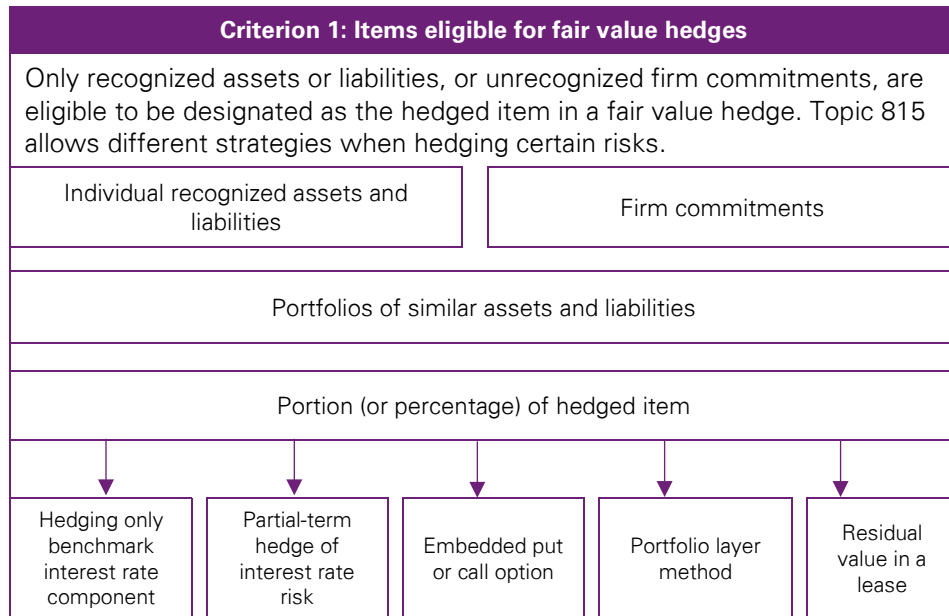 Criterion 1: Items eligible for fair value hedges
Only recognized assets or liabilities, or unrecognized firm commitments, are
eligible to be designated as the hedged item in a fair value hedge. Topic 815
allows different strategies when hedging certain risks.
Individual recognized assets and
liabilities
Firm commitments
Portfolios of similar assets and liabilities
Portion (or percentage) of hedged item
Hedging only
benchmark
interest rate
component
Partial-term
hedge of
interest rate
risk
Embedded put
or call option
Portfolio layer
method
Residual
value in a
lease